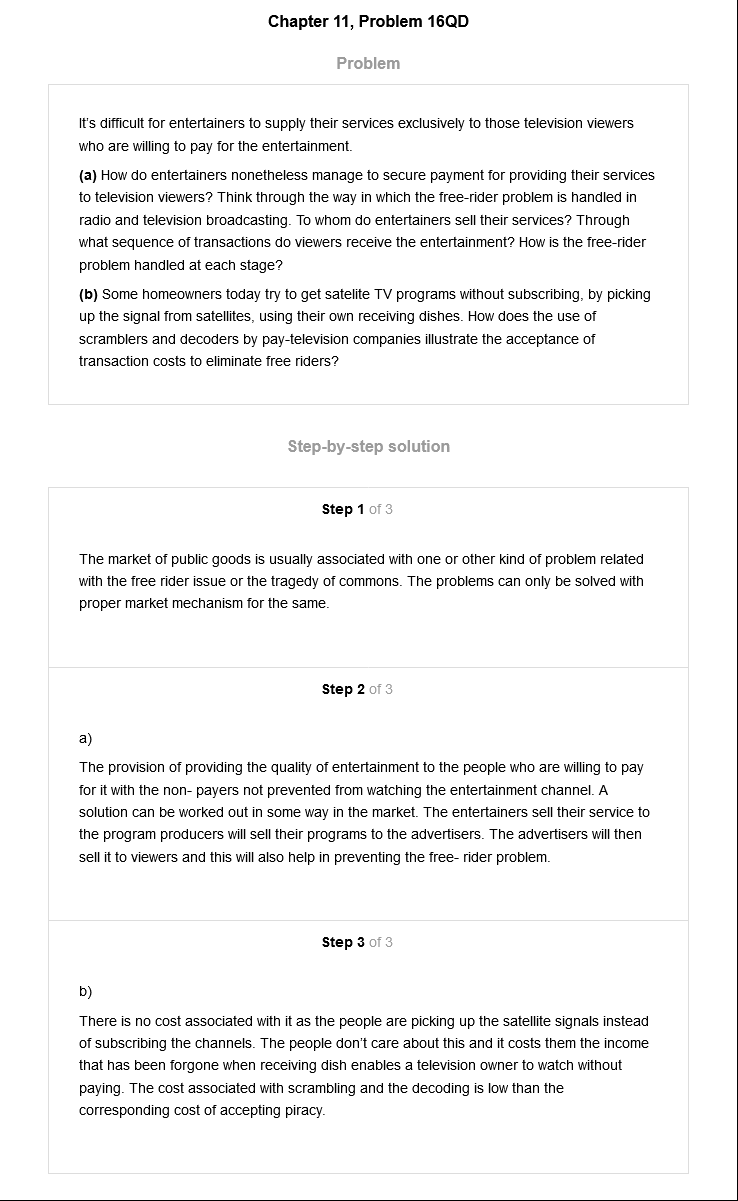 Chapter 11, Problem 16QD
Problem
It's difficult for entertainers to supply their services exclusively to those television viewers
who are willing to pay for the entertainment.
(a) How do entertainers nonetheless manage to secure payment for providing their services
to television viewers? Think through the way in which the free-rider problem is handled in
radio and television broadcasting. To whom do entertainers sell their services? Through
what sequence of transactions do viewers receive the entertainment? How is the free-rider
problem handled at each stage?
(b) Some homeowners today try to get satelite TV programs without subscribing, by picking
up the signal from satellites, using their own receiving dishes. How does the use of
scramblers and decoders by pay-television companies illustrate the acceptance of
transaction costs to eliminate free riders?
Step-by-step solution
Step 1 of 3
The market of public goods is usually associated with one or other kind of problem related
with the free rider issue or the tragedy of commons. The problems can only be solved with
proper market mechanism for the same.
Step 2 of 3
a)
The provision of providing the quality of entertainment to the people who are willing to pay
for it with the non- payers not prevented from watching the entertainment channel. A
solution can be worked out in some way in the market. The entertainers sell their service to
the program producers will sell their programs to the advertisers. The advertisers will then
sell it to viewers and this will also help in preventing the free- rider problem.
Step 3 of 3
b)
There is no cost associated with it as the people are picking up the satellite signals instead
of subscribing the channels. The people don't care about this and it costs them the income
that has been forgone when receiving dish enables a television owner to watch without
paying. The cost associated with scrambling and the decoding is low than the
corresponding cost of accepting piracy.